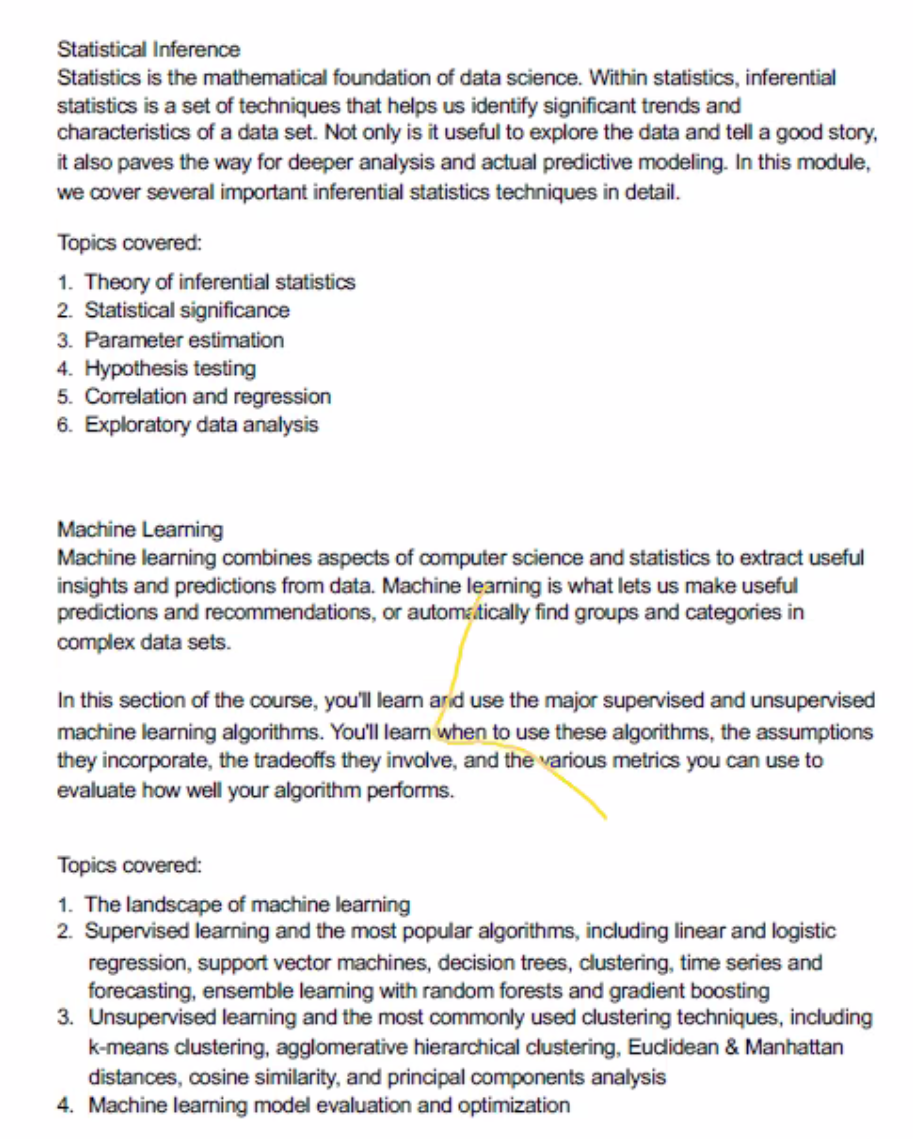 Statistical Inference
Statistics is the mathematical foundation of data science. Within statistics, inferential
statistics is a set of techniques that helps us identify significant trends and
characteristics of a data set. Not only is it useful to explore the data and tell a good story,
it also paves the way for deeper analysis and actual predictive modeling. In this module,
we cover several important inferential statistics techniques in detail.
Topics covered:
1. Theory of inferential statistics
2. Statistical significance
3. Parameter estimation
4. Hypothesis testing
5. Correlation and regression
6. Exploratory data analysis
Machine Learning
Machine learning combines aspects of computer science and statistics to extract useful
insights and predictions from data. Machine learning is what lets us make useful
predictions and recommendations, or automatically find groups and categories in
complex data sets.
In this section of the course, you'll learn and use the major supervised and unsupervised
machine learning algorithms. You'll learn when to use these algorithms, the assumptions
they incorporate, the tradeoffs they involve, and the various metrics you can use to
evaluate how well your algorithm performs.
Topics covered:
1. The landscape of machine learning
2. Supervised learning and the most popular algorithms, including linear and logistic
regression, support vector machines, decision trees, clustering, time series and
forecasting, ensemble learning with random forests and gradient boosting
3. Unsupervised learning and the most commonly used clustering techniques, including
k-means clustering, agglomerative hierarchical clustering, Euclidean & Manhattan
distances, cosine similarity, and principal components analysis
4. Machine learning model evaluation and optimization